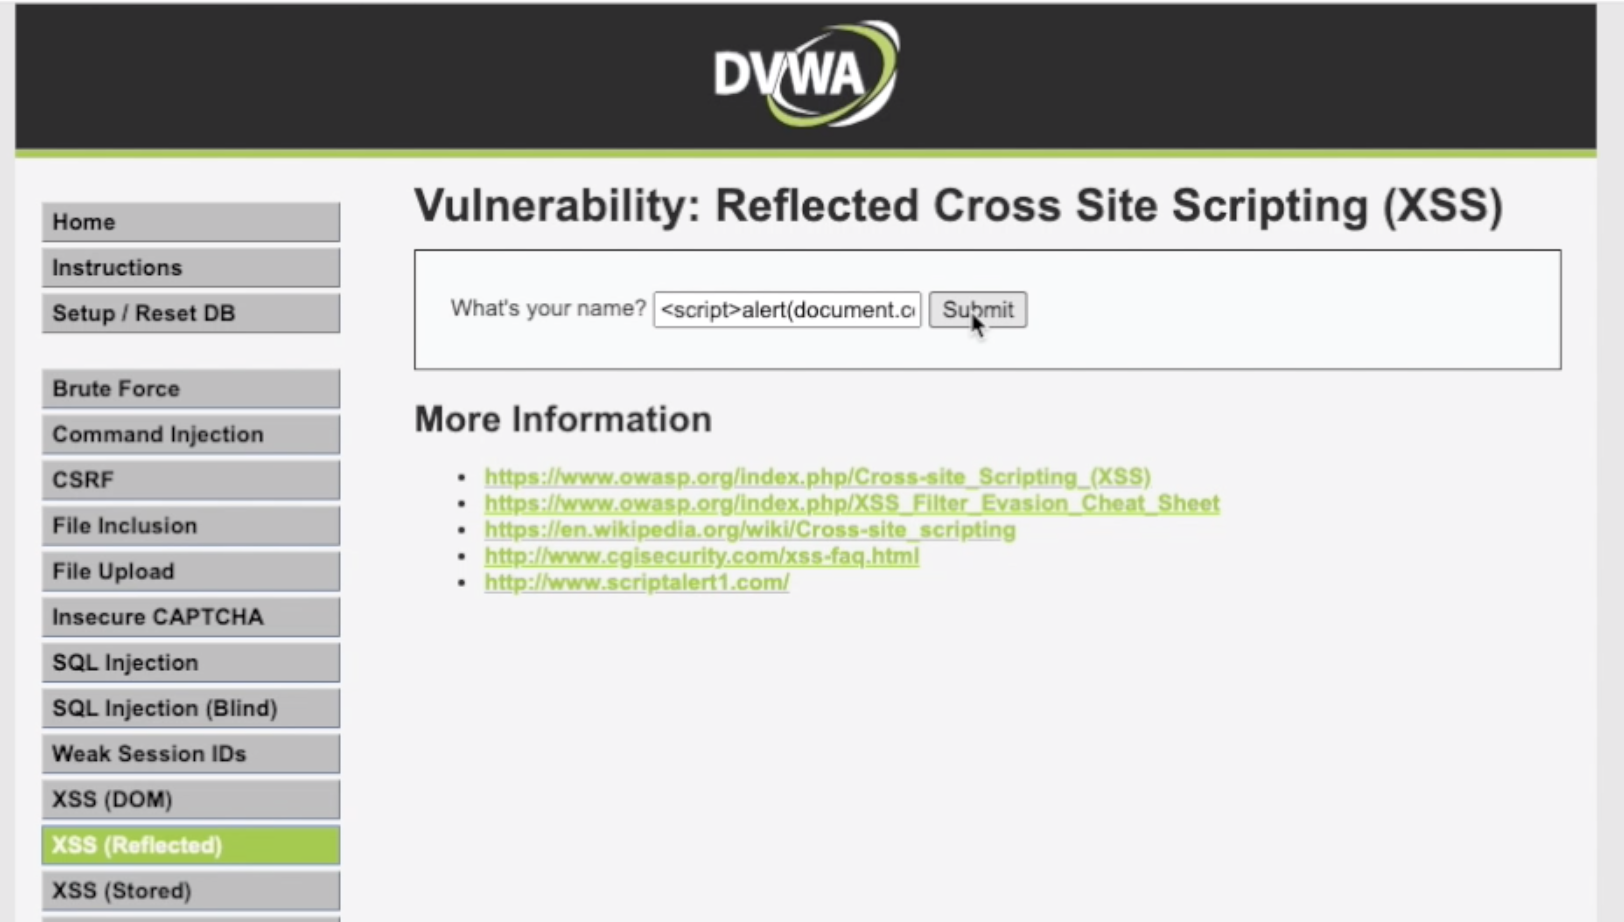 DVWA
Home
Instructions
Setup / Reset DB
Brute Force
Command Injection
CSRF
File Inclusion
File Upload
Insecure CAPTCHA
SQL Injection
SQL Injection (Blind)
Weak Session IDs
XSS (DOM)
XSS (Reflected)
XSS (Stored)
Vulnerability: Reflected Cross Site Scripting (XSS)
What's your name? <script>alert(document.co Submit
More Information
https://www.owasp.org/index.php/Cross-site_Scripting_(XSS)
https://www.owasp.org/index.php/XSS_Filter_Evasion_Cheat_Sheet
https://en.wikipedia.org/wiki/Cross-site_scripting
http://www.cgisecurity.com/xss-faq.html
http://www.scriptalert1.com/